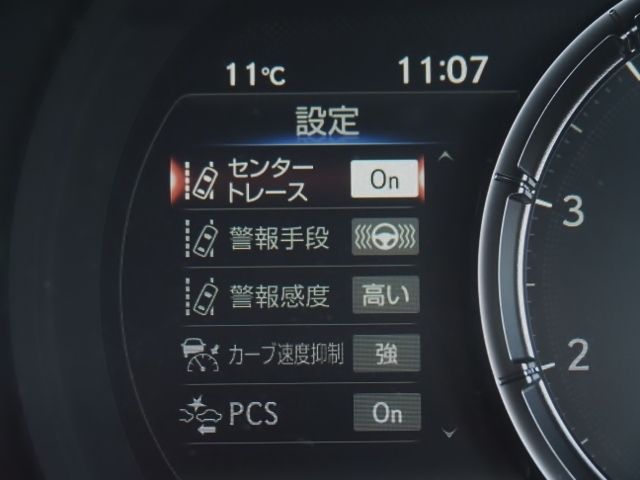 11℃ 11:07
設定
センター
トレース On
警報手段
警報感度 高い
カーブ速度抑制 強
PCS On
3
2